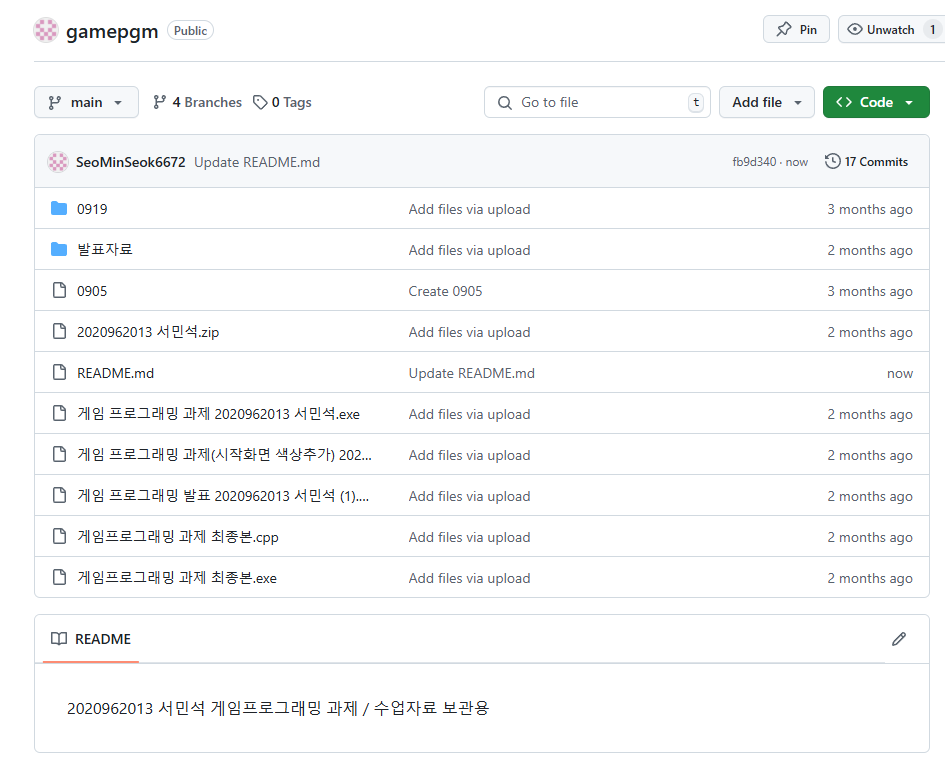 gamepgm Public Pin Unwatch 1
main 4 Branches 0 Tags Go to file t Add file Code
SeoMinSeok6672 Update README.md fb9d340 · now 17 Commits
0919 Add files via upload 3 months ago
발표자료 Add files via upload 2 months ago
0905 Create 0905 3 months ago
2020962013 서민석.zip Add files via upload 2 months ago
README.md Update README.md now
게임 프로그래밍 과제 2020962013 서민석.exe Add files via upload 2 months ago
게임 프로그래밍 과제(시작화면 색상추가) 202... Add files via upload 2 months ago
게임 프로그래밍 발표 2020962013 서민석 (1).... Add files via upload 2 months ago
게임프로그래밍 과제 최종본.cpp Add files via upload 2 months ago
게임프로그래밍 과제 최종본.exe Add files via upload 2 months ago
README
2020962013 서민석 게임프로그래밍 과제 / 수업자료 보관용